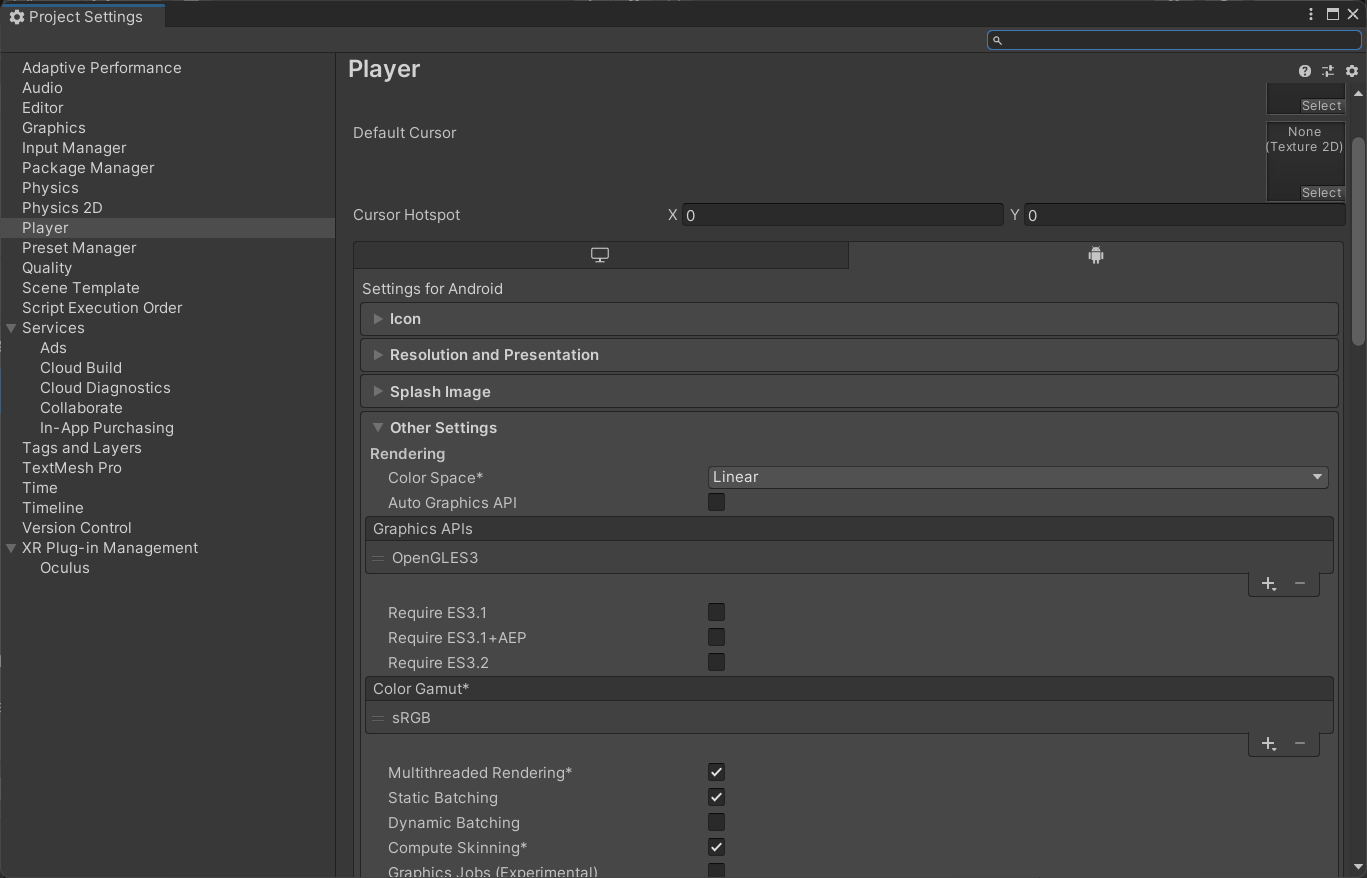 Project Settings
Adaptive Performance
Audio
Editor
Graphics
Input Manager
Package Manager
Physics
Physics 2D
Player
Preset Manager
Quality
Scene Template
Script Execution Order
Services
Ads
Cloud Build
Cloud Diagnostics
Collaborate
In-App Purchasing
Tags and Layers
TextMesh Pro
Time
Timeline
Version Control
XR Plug-in Management
Oculus
Player
Select
Default Cursor
None
(Texture 2D)
Select
Cursor Hotspot X 0 Y 0
Settings for Android
Icon
Resolution and Presentation
Splash Image
Other Settings
Rendering
Color Space* Linear
Auto Graphics API
Graphics APIs
OpenGLES3
Require ES3.1
Require ES3.1+AEP
Require ES3.2
Color Gamut*
sRGB
Multithreaded Rendering*
Static Batching
Dynamic Batching
Compute Skinning*
Graphics Jobs (Experimental)